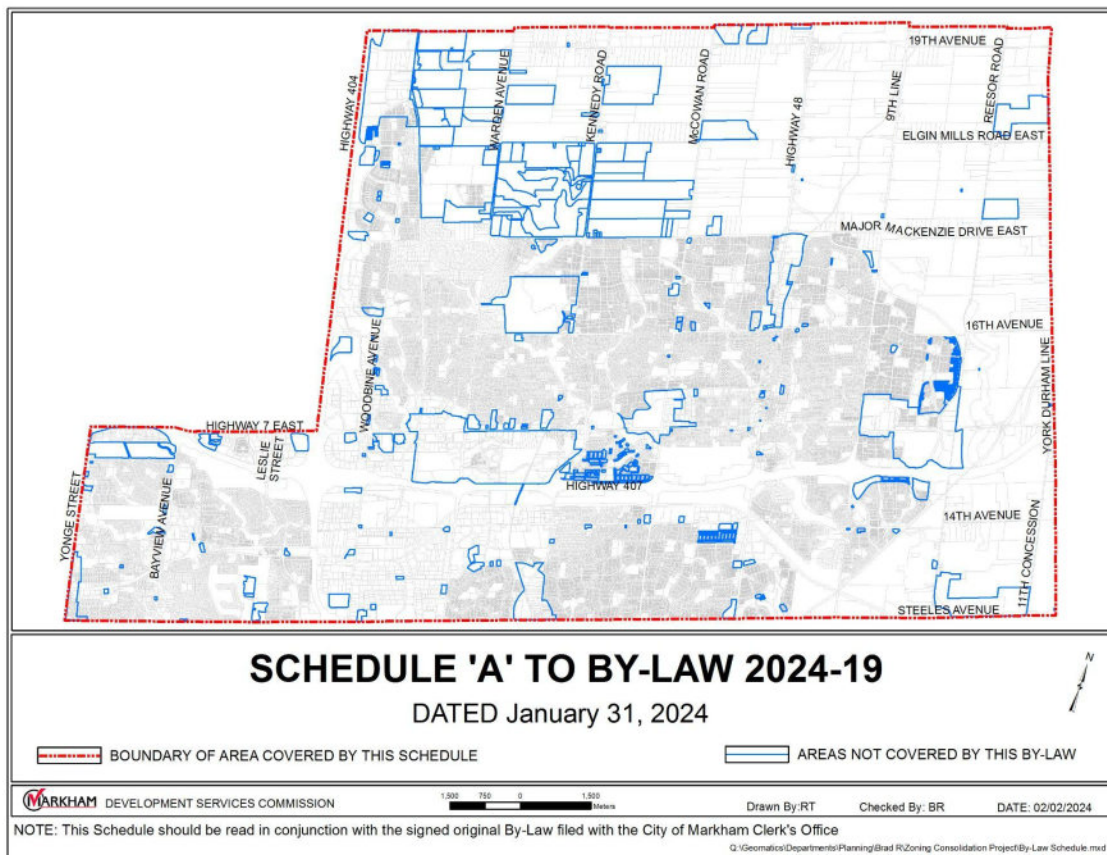 19TH AVENUE
HIGHWAY 404
WARDEN AVENUE
KENNEDY ROAD
McCOWAN ROAD
HIGHWAY 48
9TH LINE
REESOR ROAD
ELGIN MILLS ROAD EAST
MAJOR MACKENZIE DRIVE EAST
16TH AVENUE
WOODBINE AVENUE
YORK DURHAM LINE
HIGHWAY 7 EAST
LESLIE
STREET
YONGE STREET
BAYVIEW AVENUE
HIGHWAY 407
14TH AVENUE
11TH CONCESSION
STEELES AVENUE
SCHEDULE 'A' TO BY-LAW 2024-19
DATED January 31, 2024
N
BOUNDARY OF AREA COVERED BY THIS SCHEDULE
AREAS NOT COVERED BY THIS BY-LAW
MARKHAM DEVELOPMENT SERVICES COMMISSION
1,500 750 0 1,500
Meters
Drawn By:RT
Checked By: BR
DATE: 02/02/2024
NOTE: This Schedule should be read in conjunction with the signed original By-Law filed with the City of Markham Clerk's Office
Q:\Geomatics\Departments\Planning\Brad R\Zoning Consolidation Project\By-Law Schedule.mxd